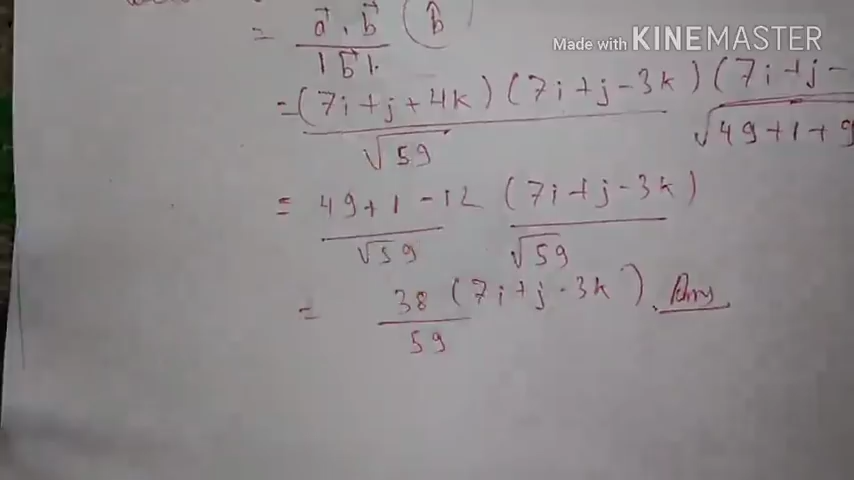 = a⃗ . b⃗ / |b⃗| (b̂)
Made with KINEMASTER
= (7i + j + 4k) (7i + j - 3k) / √59 (7i + j - / √49 + 1 + 9
= 49 + 1 - 12 / √59 (7i + j - 3k) / √59
= 38 / 59 (7i + j - 3k). Ans